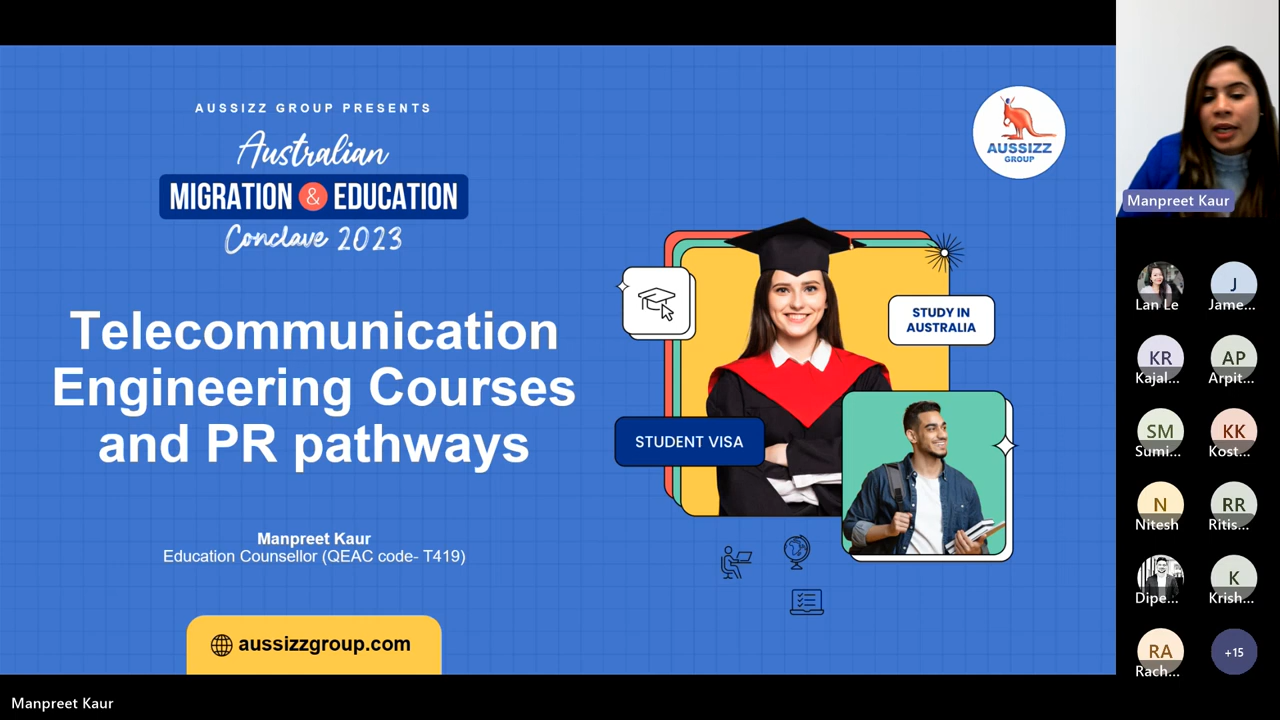 AUSSIZZ GROUP PRESENTS
Australian
MIGRATION & EDUCATION
Conclave 2023
Telecommunication
Engineering Courses
and PR pathways
Manpreet Kaur
Education Counsellor (QEAC code- T419)
aussizzgroup.com
AUSSIZZ
GROUP
STUDY IN
AUSTRALIA
STUDENT VISA
Manpreet Kaur
Lan Le
J
Jame...
KR
Kajal...
AP
Arpit...
SM
Sumi...
KK
Kost...
N
Nitesh
RR
Ritis...
Dipe...
K
Krish...
RA
Rach...
+15
Manpreet Kaur